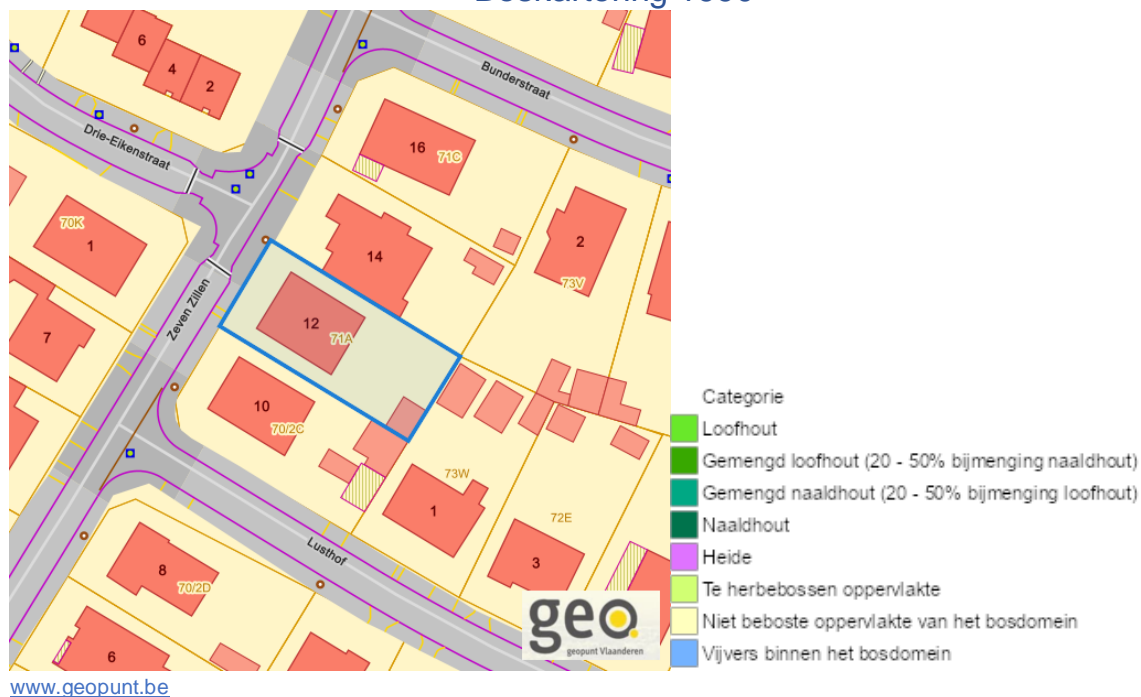 6
4
2
Bunderstraat
Drie-Eikenstraat
16
71C
70K
1
2
14
73V
Zeven Zillen
12
71A
7
10
70/2C
73W
1
72E
3
Lusthof
8
70/2D
6
geo
geopunt Vlaanderen
Categorie
Loofhout
Gemengd loofhout (20 - 50% bijmenging naaldhout)
Gemengd naaldhout (20 - 50% bijmenging loofhout)
Naaldhout
Heide
Te herbebossen oppervlakte
Niet beboste oppervlakte van het bosdomein
Vijvers binnen het bosdomein
www.geopunt.be